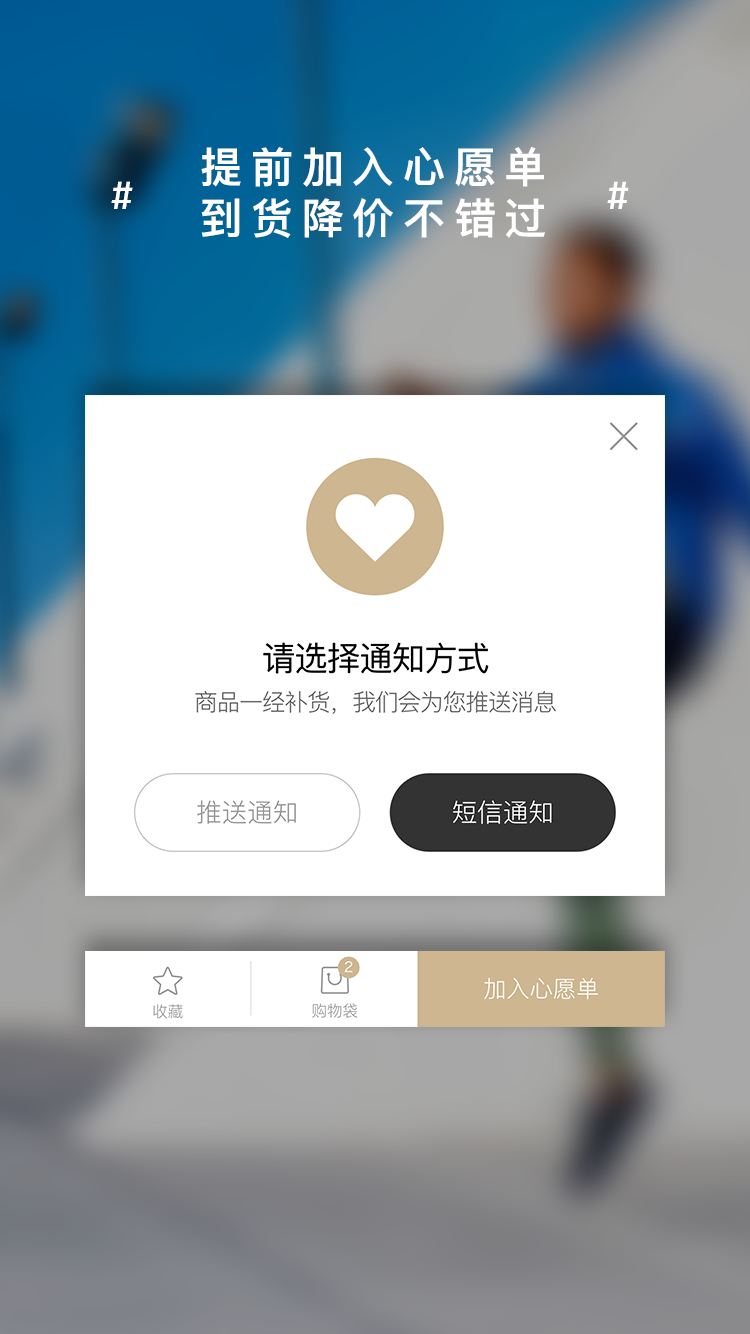 提前加入心愿单
# #
到货降价不错过
请选择通知方式
商品一经补货，我们会为您推送消息
推送通知 短信通知
2
收藏 购物袋 加入心愿单